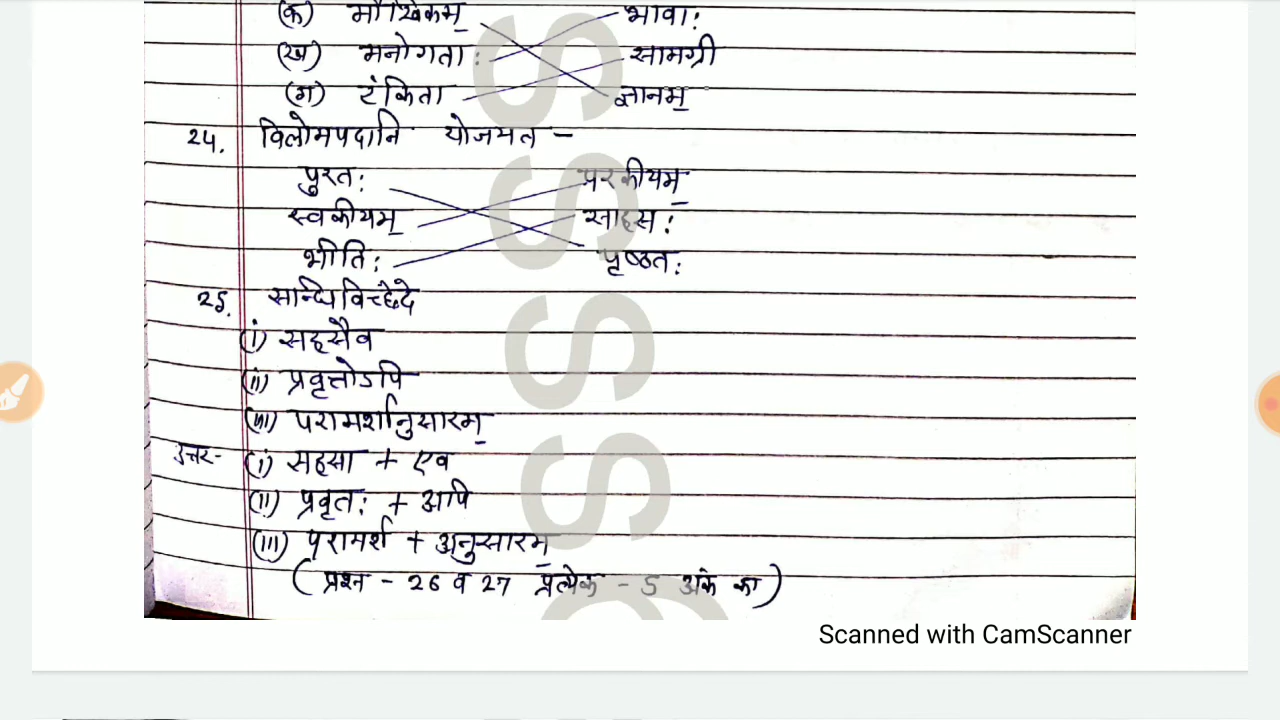 (क) मौखिकम् भावाः
(ख) मनोगताः सामग्री
(ग) टंकिता ज्ञानम्
24. विलोमपदानि योजयत -
पुरतः परकीयम्
स्वकीयम् साहसः
भीतिः पृष्ठतः
25. सन्धिविच्छेदे
(i) सहसैव
(ii) प्रवृत्तोऽपि
(iii) परामर्शानुसारम्
उत्तर- (i) सहसा + एव
(ii) प्रवृतः + अपि
(iii) परामर्श + अनुसारम्
(प्रश्न - 26 व 27 प्रत्येक - 5 अंक का)
Scanned with CamScanner